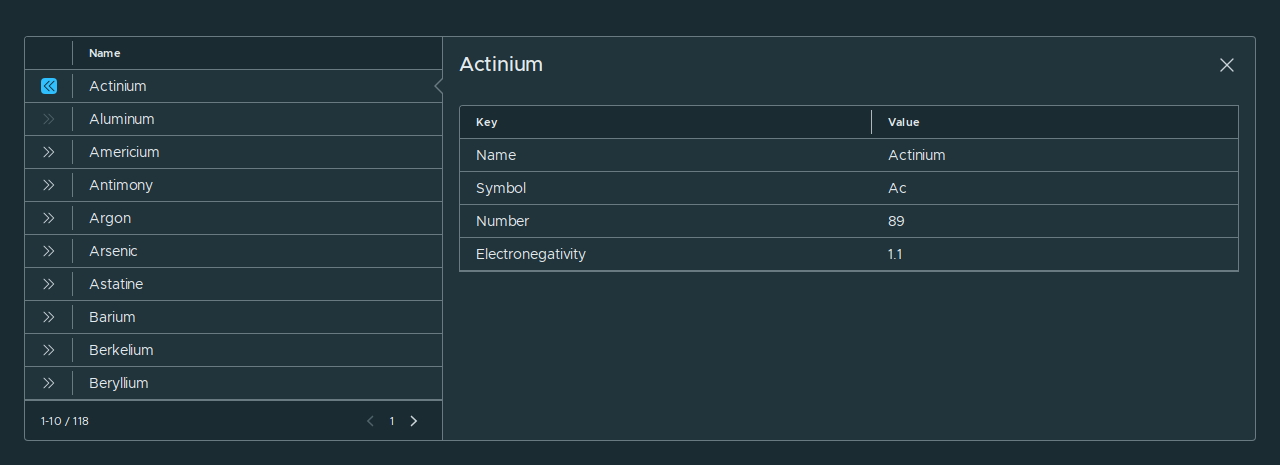 Name
Actinium
Aluminum
Americium
Antimony
Argon
Arsenic
Astatine
Barium
Berkelium
Beryllium
1-10 / 118
1
Actinium
Key Value
Name Actinium
Symbol Ac
Number 89
Electronegativity 1.1